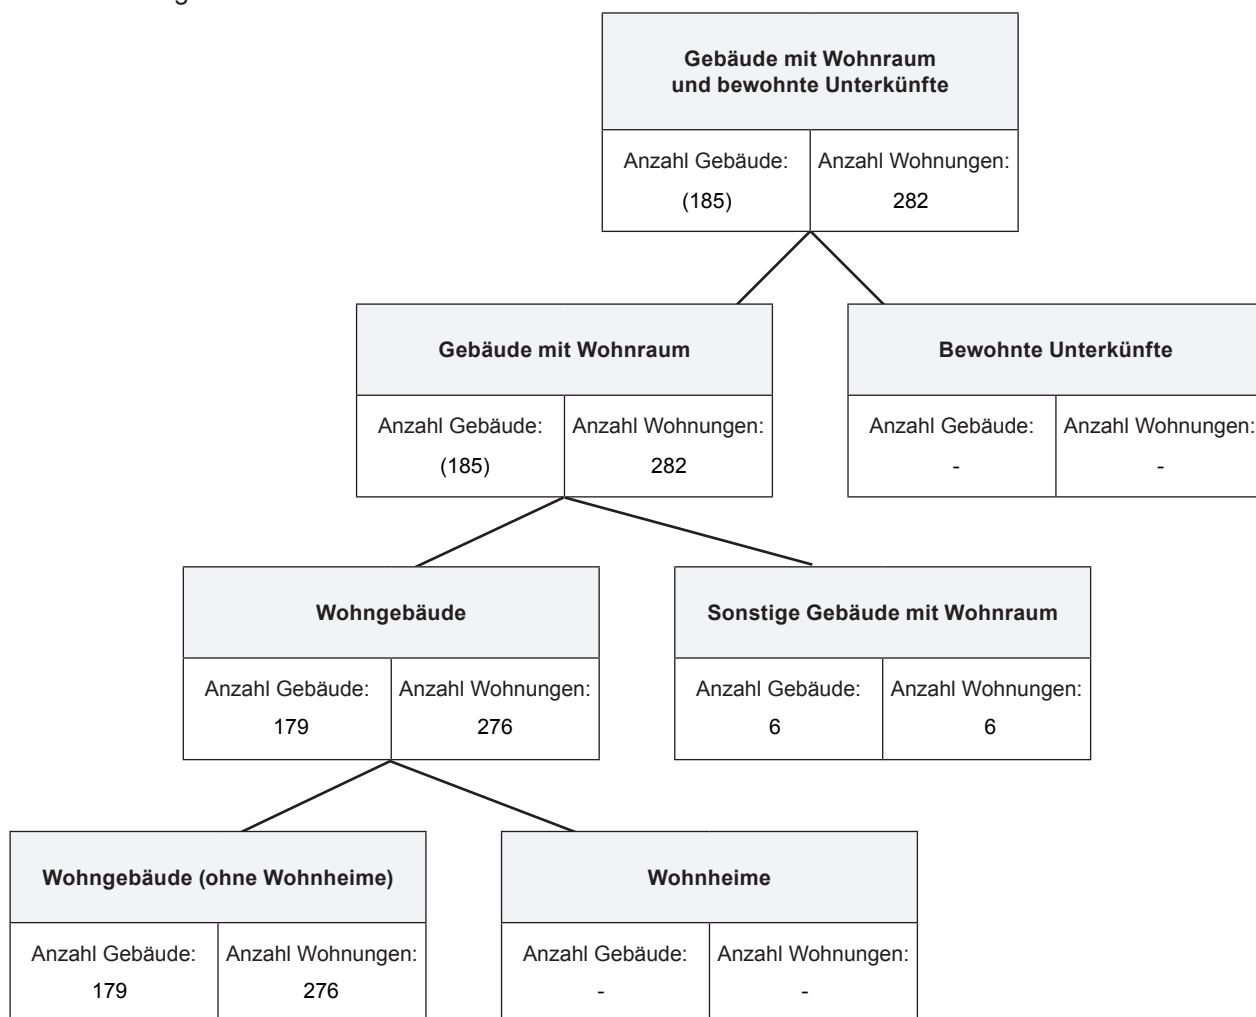 Gebäude mit Wohnraum
und bewohnte Unterkünfte
Anzahl Gebäude: Anzahl Wohnungen:
(185) 282
Gebäude mit Wohnraum Bewohnte Unterkünfte
Anzahl Gebäude: Anzahl Wohnungen: Anzahl Gebäude: Anzahl Wohnungen:
(185) 282 - -
Wohngebäude Sonstige Gebäude mit Wohnraum
Anzahl Gebäude: Anzahl Wohnungen: Anzahl Gebäude: Anzahl Wohnungen:
179 276 6 6
Wohngebäude (ohne Wohnheime) Wohnheime
Anzahl Gebäude: Anzahl Wohnungen: Anzahl Gebäude: Anzahl Wohnungen:
179 276 - -